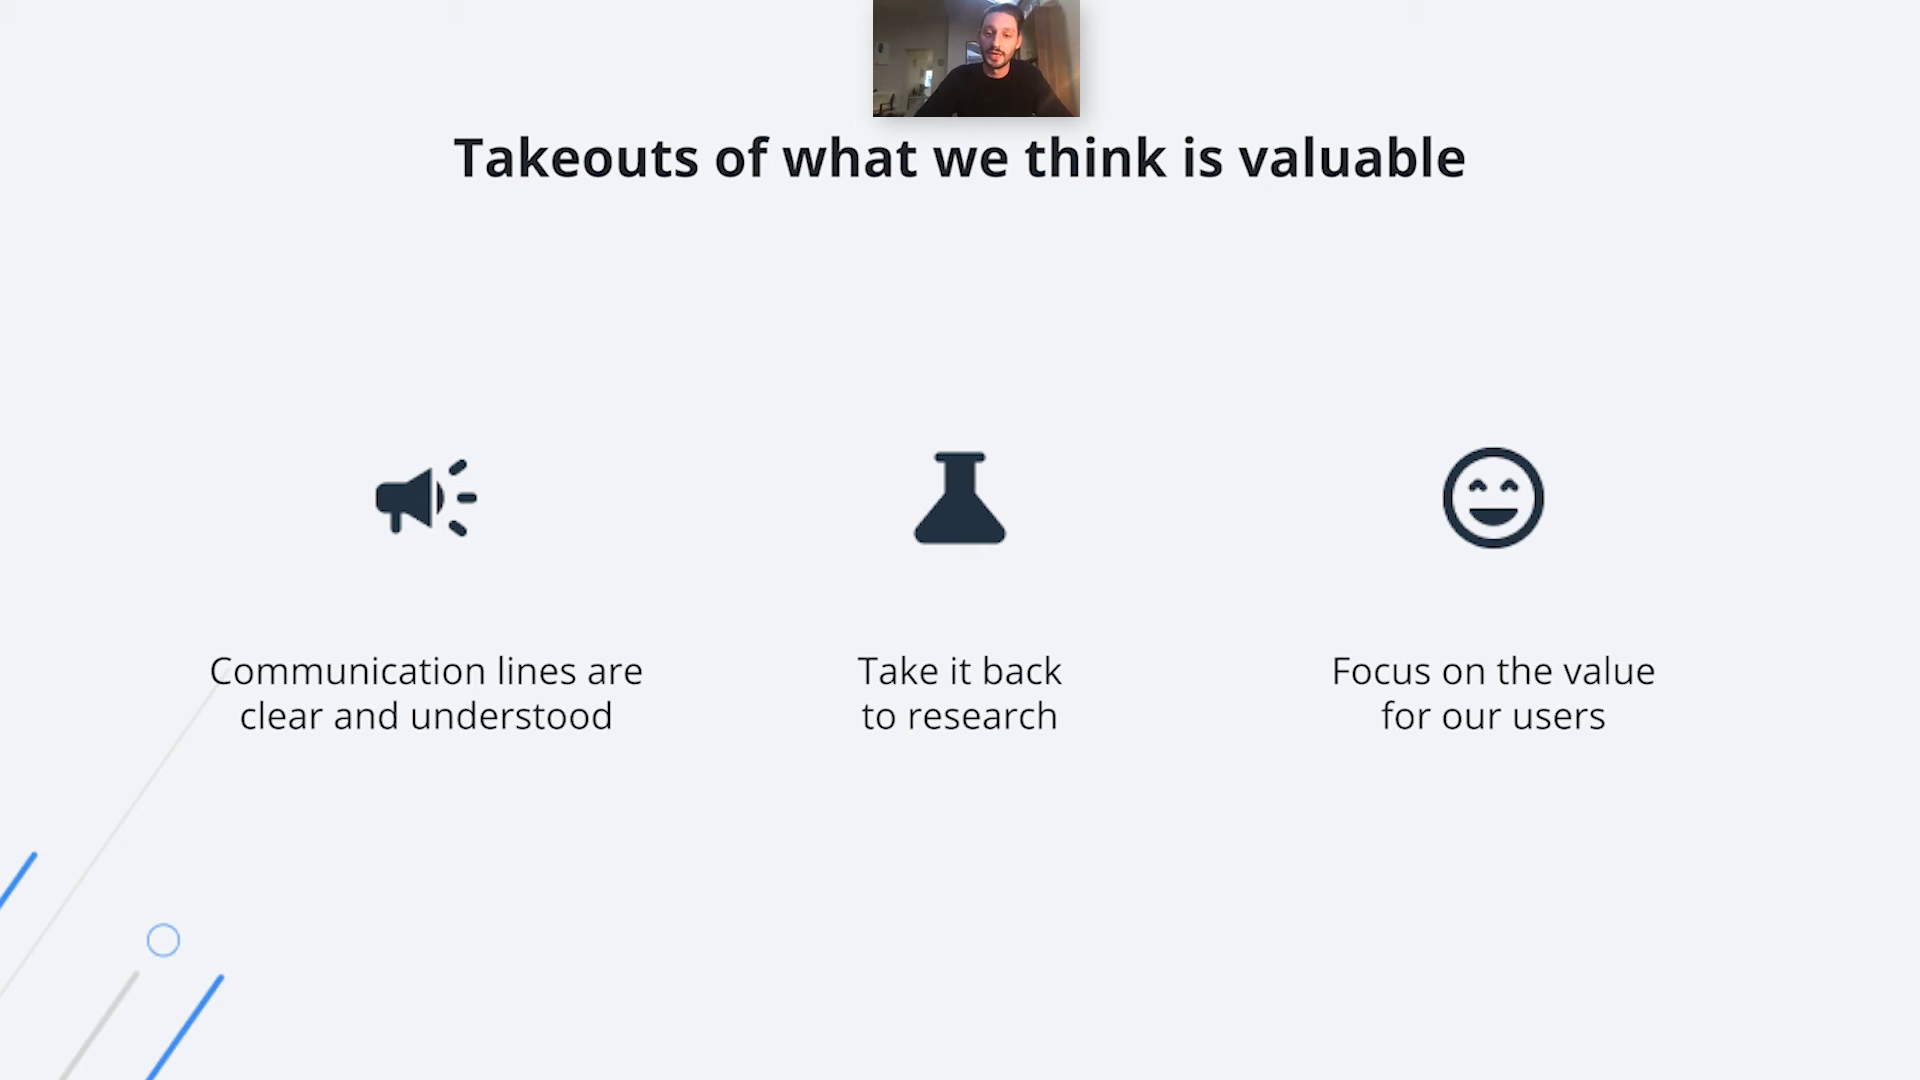 Takeouts of what we think is valuable
Communication lines are
clear and understood
Take it back
to research
Focus on the value
for our users